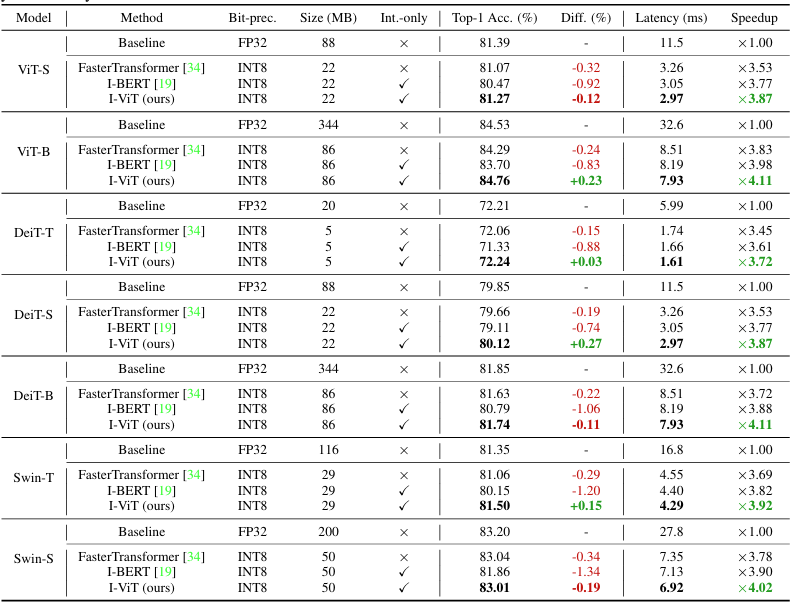 Model Method Bit-prec. Size (MB) Int.-only Top-1 Acc. (%) Diff. (%) Latency (ms) Speedup
Baseline FP32 88 × 81.39 - 11.5 ×1.00
ViT-S
FasterTransformer [34] INT8 22 × 81.07 -0.32 3.26 ×3.53
I-BERT [19] INT8 22 ✓ 80.47 -0.92 3.05 ×3.77
I-ViT (ours) INT8 22 ✓ 81.27 -0.12 2.97 ×3.87
Baseline FP32 344 × 84.53 - 32.6 ×1.00
ViT-B
FasterTransformer [34] INT8 86 × 84.29 -0.24 8.51 ×3.83
I-BERT [19] INT8 86 ✓ 83.70 -0.83 8.19 ×3.98
I-ViT (ours) INT8 86 ✓ 84.76 +0.23 7.93 ×4.11
Baseline FP32 20 × 72.21 - 5.99 ×1.00
DeiT-T
FasterTransformer [34] INT8 5 × 72.06 -0.15 1.74 ×3.45
I-BERT [19] INT8 5 ✓ 71.33 -0.88 1.66 ×3.61
I-ViT (ours) INT8 5 ✓ 72.24 +0.03 1.61 ×3.72
Baseline FP32 88 × 79.85 - 11.5 ×1.00
DeiT-S
FasterTransformer [34] INT8 22 × 79.66 -0.19 3.26 ×3.53
I-BERT [19] INT8 22 ✓ 79.11 -0.74 3.05 ×3.77
I-ViT (ours) INT8 22 ✓ 80.12 +0.27 2.97 ×3.87
Baseline FP32 344 × 81.85 - 32.6 ×1.00
DeiT-B
FasterTransformer [34] INT8 86 × 81.63 -0.22 8.51 ×3.72
I-BERT [19] INT8 86 ✓ 80.79 -1.06 8.19 ×3.88
I-ViT (ours) INT8 86 ✓ 81.74 -0.11 7.93 ×4.11
Baseline FP32 116 × 81.35 - 16.8 ×1.00
Swin-T
FasterTransformer [34] INT8 29 × 81.06 -0.29 4.55 ×3.69
I-BERT [19] INT8 29 ✓ 80.15 -1.20 4.40 ×3.82
I-ViT (ours) INT8 29 ✓ 81.50 +0.15 4.29 ×3.92
Baseline FP32 200 × 83.20 - 27.8 ×1.00
Swin-S
FasterTransformer [34] INT8 50 × 83.04 -0.34 7.35 ×3.78
I-BERT [19] INT8 50 ✓ 81.86 -1.34 7.13 ×3.90
I-ViT (ours) INT8 50 ✓ 83.01 -0.19 6.92 ×4.02